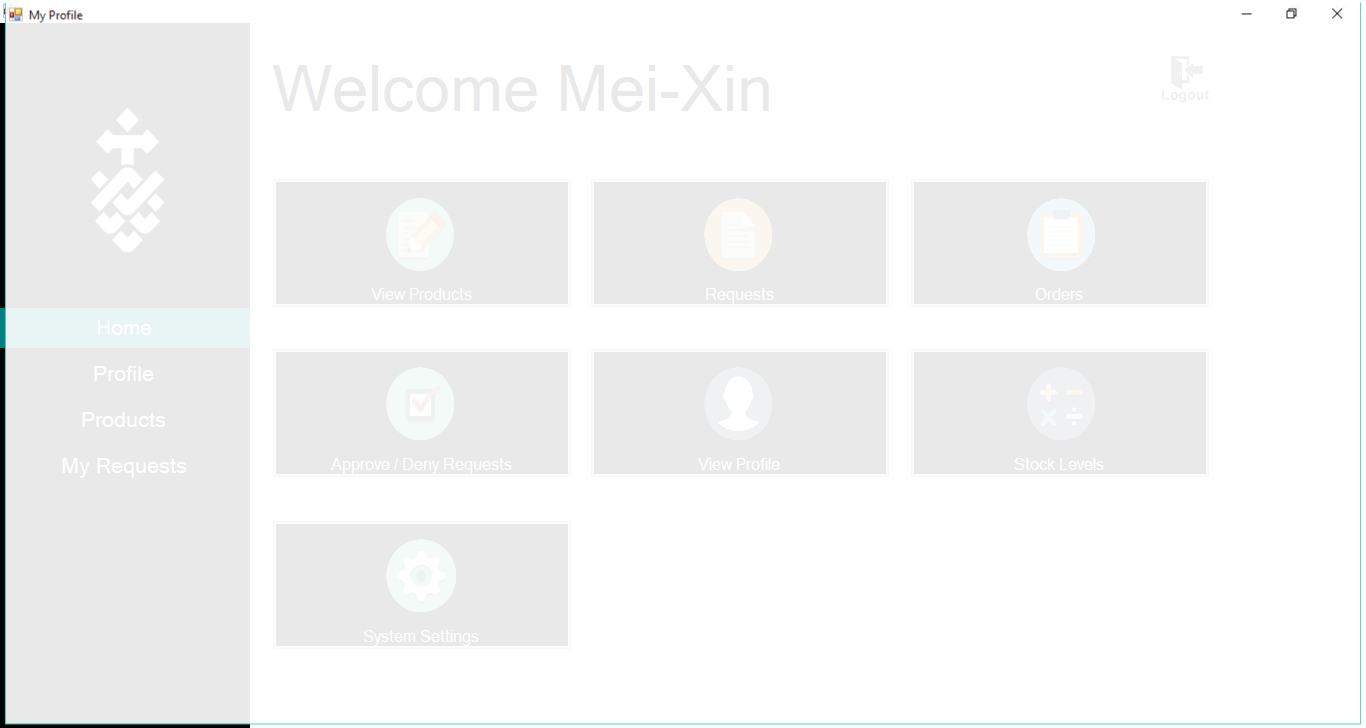 My Profile
Welcome Mei-Xin
Logout
Home
Profile
Products
My Requests
View Products
Requests
Orders
Approve / Deny Requests
View Profile
Stock Levels
System Settings